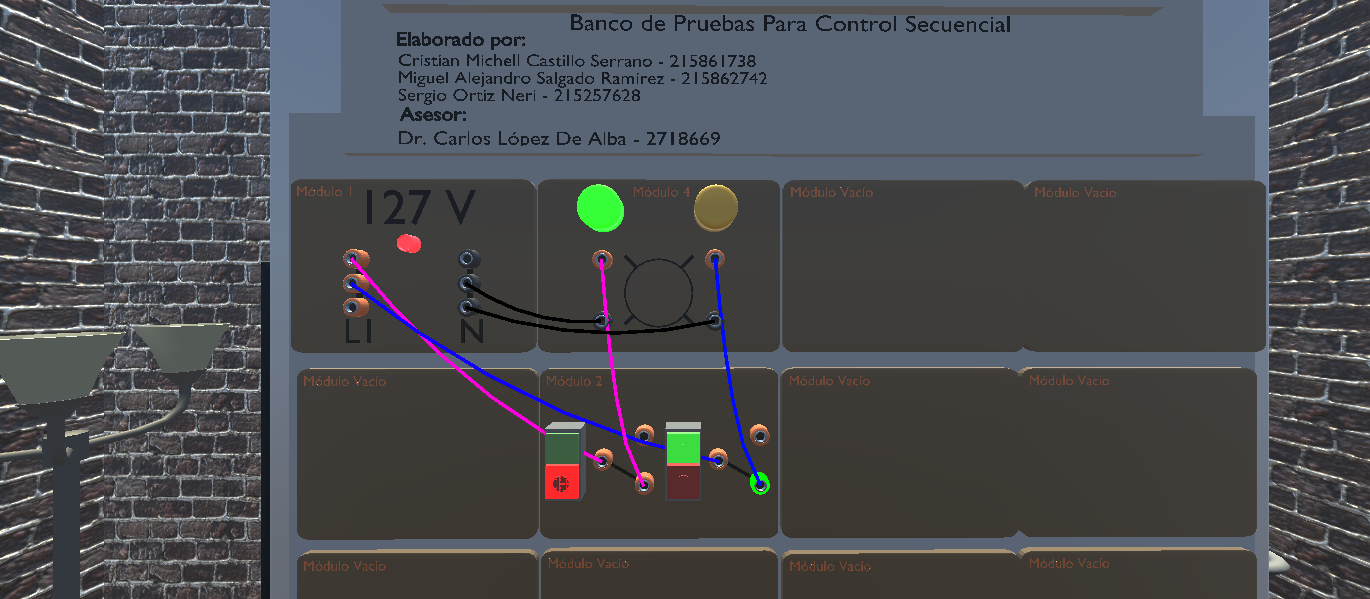 Banco de Pruebas Para Control Secuencial
Elaborado por:
Cristian Michell Castillo Serrano - 215861738
Miguel Alejandro Salgado Ramírez - 215862742
Sergio Ortiz Neri - 215257628
Asesor:
Dr. Carlos López De Alba - 2718669
Módulo 1
127 V
L1
N
Módulo 4
Módulo Vacío
Módulo Vacío
Módulo Vacío
Módulo 2
Módulo Vacío
Módulo Vacío
Módulo Vacío
Módulo Vacío
Módulo Vacío
Módulo Vacío